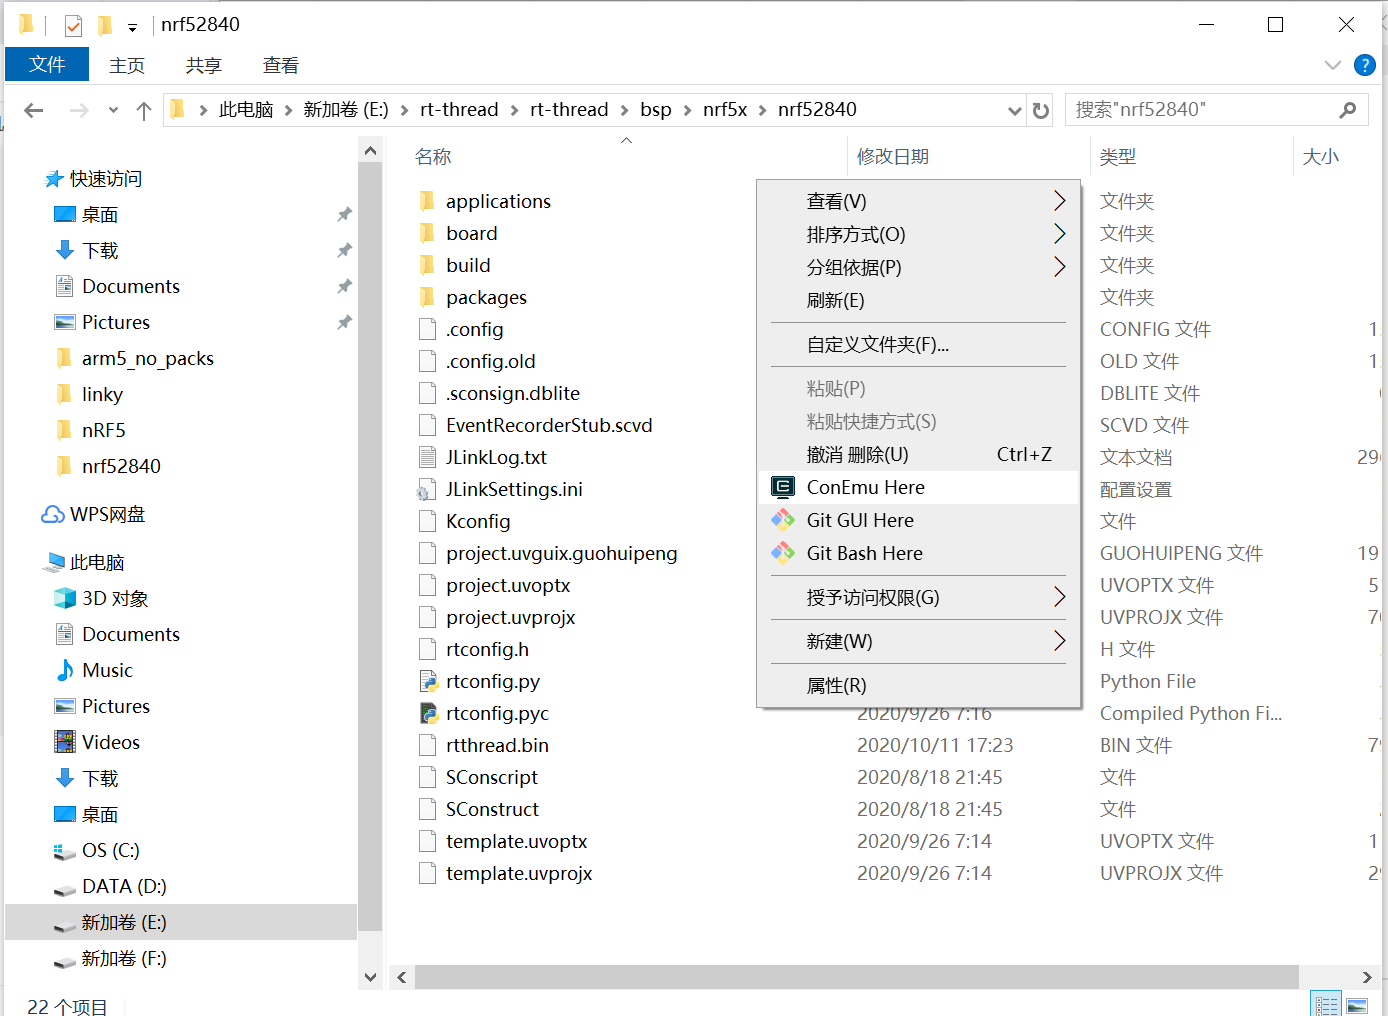 nrf52840
文件 主页 共享 查看
此电脑 新加卷 (E:) rt-thread rt-thread bsp nrf5x nrf52840
搜索"nrf52840"
快速访问
桌面
下载
Documents
Pictures
arm5_no_packs
linky
nRF5
nrf52840
WPS网盘
此电脑
3D 对象
Documents
Music
Pictures
Videos
下载
桌面
OS (C:)
DATA (D:)
新加卷 (E:)
新加卷 (F:)
名称 修改日期 类型 大小
applications 文件夹
board 文件夹
build 文件夹
packages 文件夹
.config CONFIG 文件
.config.old OLD 文件
.sconsign.dblite DBLITE 文件
EventRecorderStub.scvd SCVD 文件
JLinkLog.txt 文本文档
JLinkSettings.ini 配置设置
Kconfig 文件
project.uvguix.guohuipeng GUOHUIPENG 文件
project.uvoptx UVOPTX 文件
project.uvprojx UVPROJX 文件
rtconfig.h H 文件
rtconfig.py Python File
rtconfig.pyc 2020/9/26 7:16 Compiled Python Fi...
rtthread.bin 2020/10/11 17:23 BIN 文件
SConscript 2020/8/18 21:45 文件
SConstruct 2020/8/18 21:45 文件
template.uvoptx 2020/9/26 7:14 UVOPTX 文件
template.uvprojx 2020/9/26 7:14 UVPROJX 文件
查看(V)
排序方式(O)
分组依据(P)
刷新(E)
自定义文件夹(F)...
粘贴(P)
粘贴快捷方式(S)
撤消 删除(U) Ctrl+Z
ConEmu Here
Git GUI Here
Git Bash Here
授予访问权限(G)
新建(W)
属性(R)
22 个项目